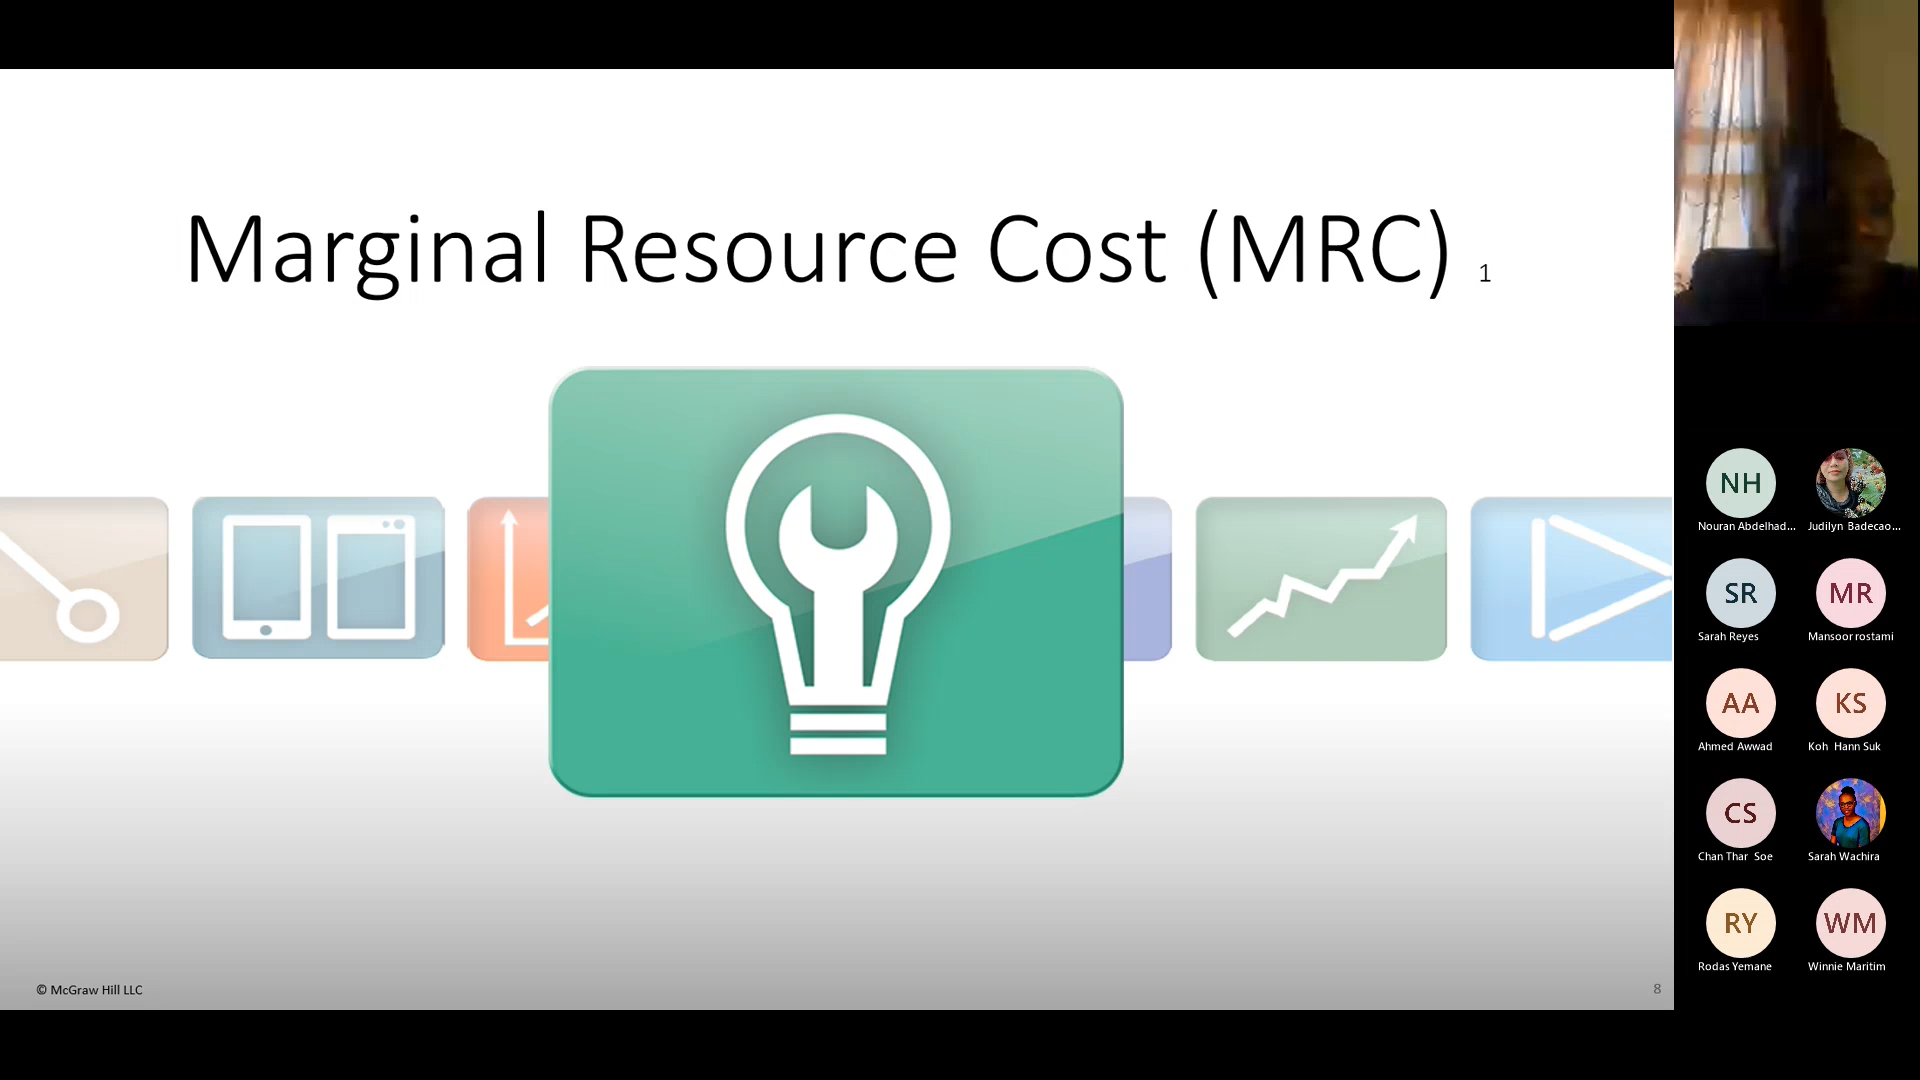 Marginal Resource Cost (MRC) 1
© McGraw Hill LLC
8
NH
Nouran Abdelhad...
Judilyn Badecao...
SR
Sarah Reyes
MR
Mansoor rostami
AA
Ahmed Awwad
KS
Koh Hann Suk
CS
Chan Thar Soe
Sarah Wachira
RY
Rodas Yemane
WM
Winnie Maritim